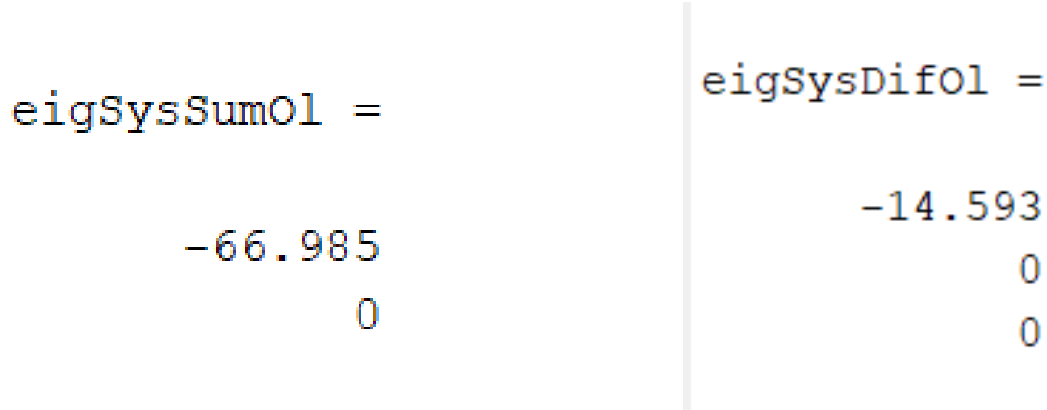 eigSysSumOl =
-66.985
0
eigSysDifOl =
-14.593
0
0